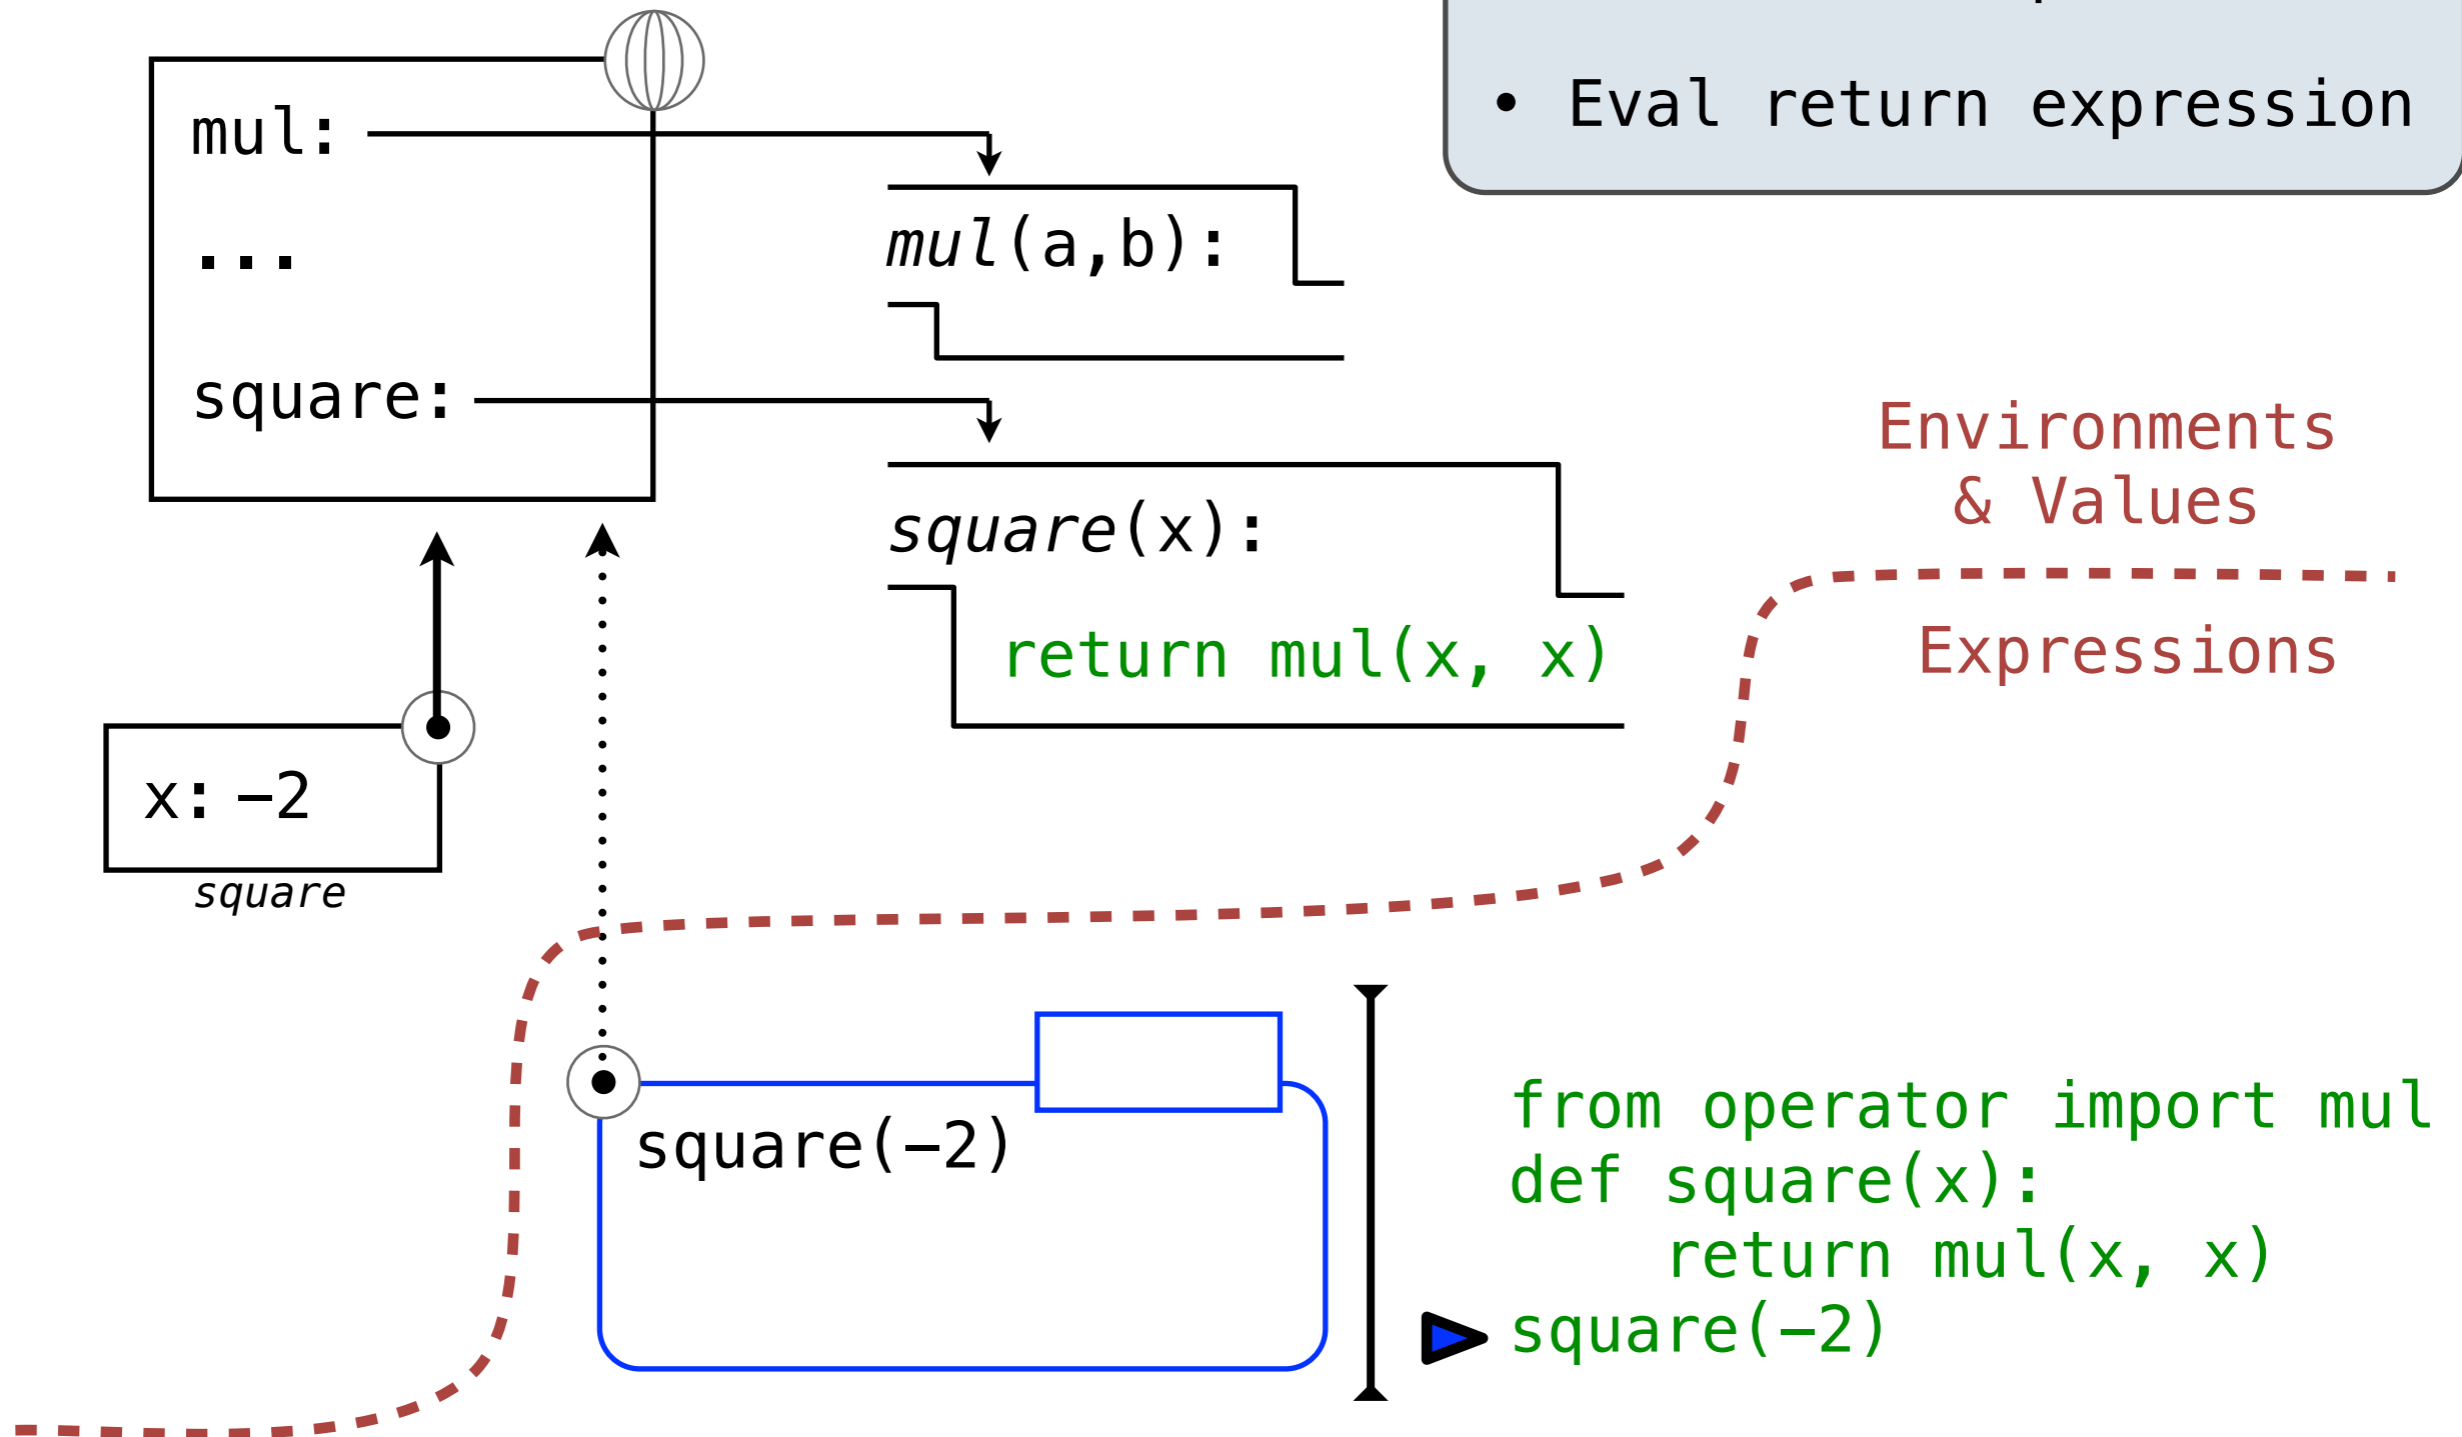 • Eval return expression
mul:
...
square:
mul(a,b):
square(x):
return mul(x, x)
Environments
& Values
Expressions
x: −2
square
square(−2)
from operator import mul
def square(x):
    return mul(x, x)
square(−2)